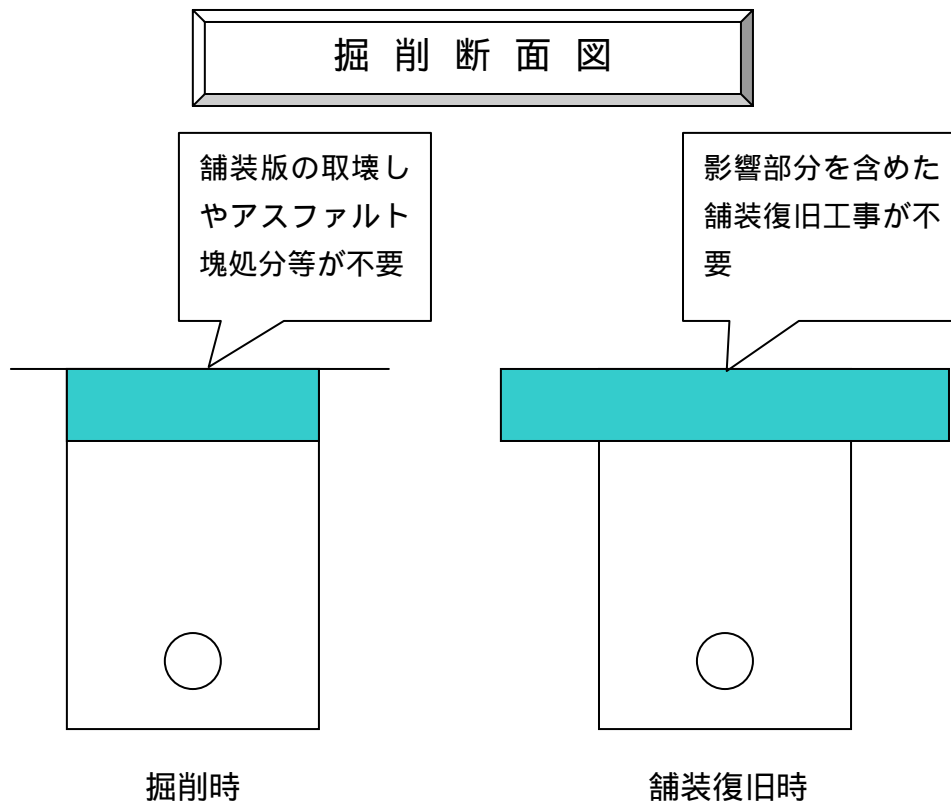 掘削断面図
舗装版の取壊し
やアスファルト
塊処分等が不要
影響部分を含めた
舗装復旧工事が不
要
掘削時
舗装復旧時